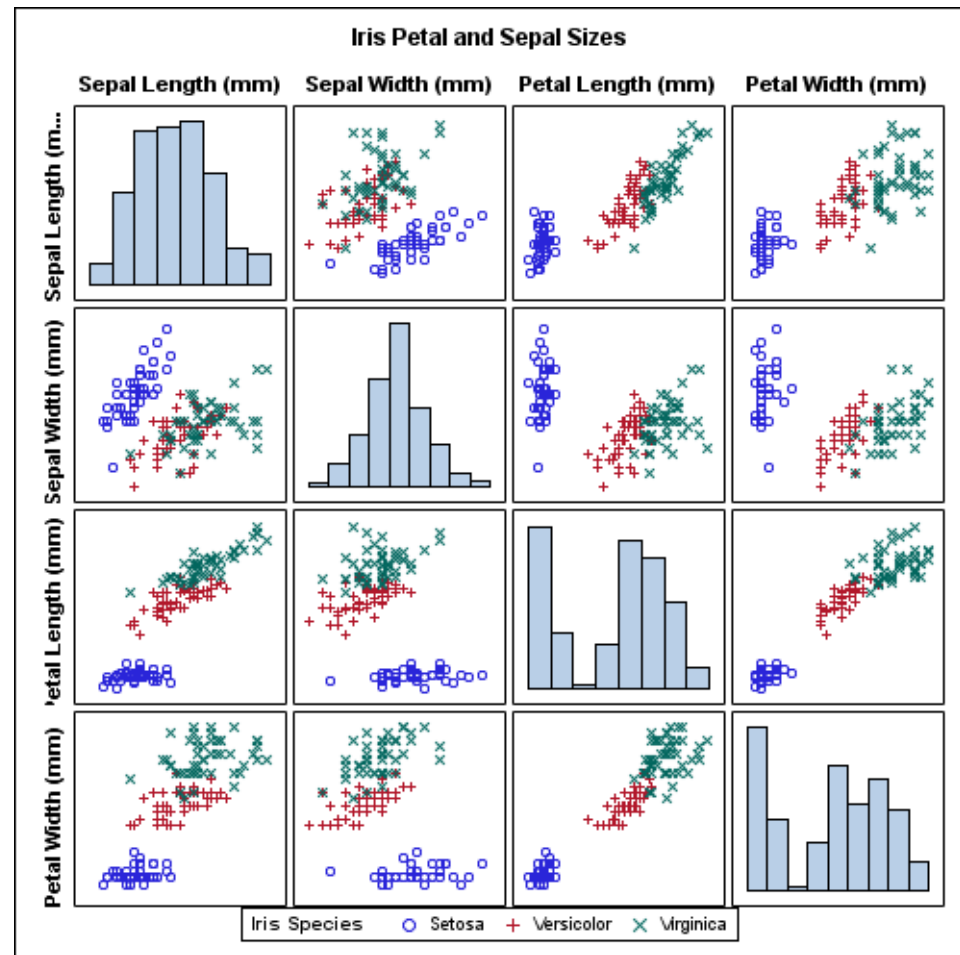 Iris Petal and Sepal Sizes
Sepal Length (mm)
Sepal Width (mm)
Petal Length (mm)
Petal Width (mm)
Sepal Length (m...
Sepal Width (mm)
Petal Length (mm)
Petal Width (mm)
Iris Species Setosa Versicolor Virginica